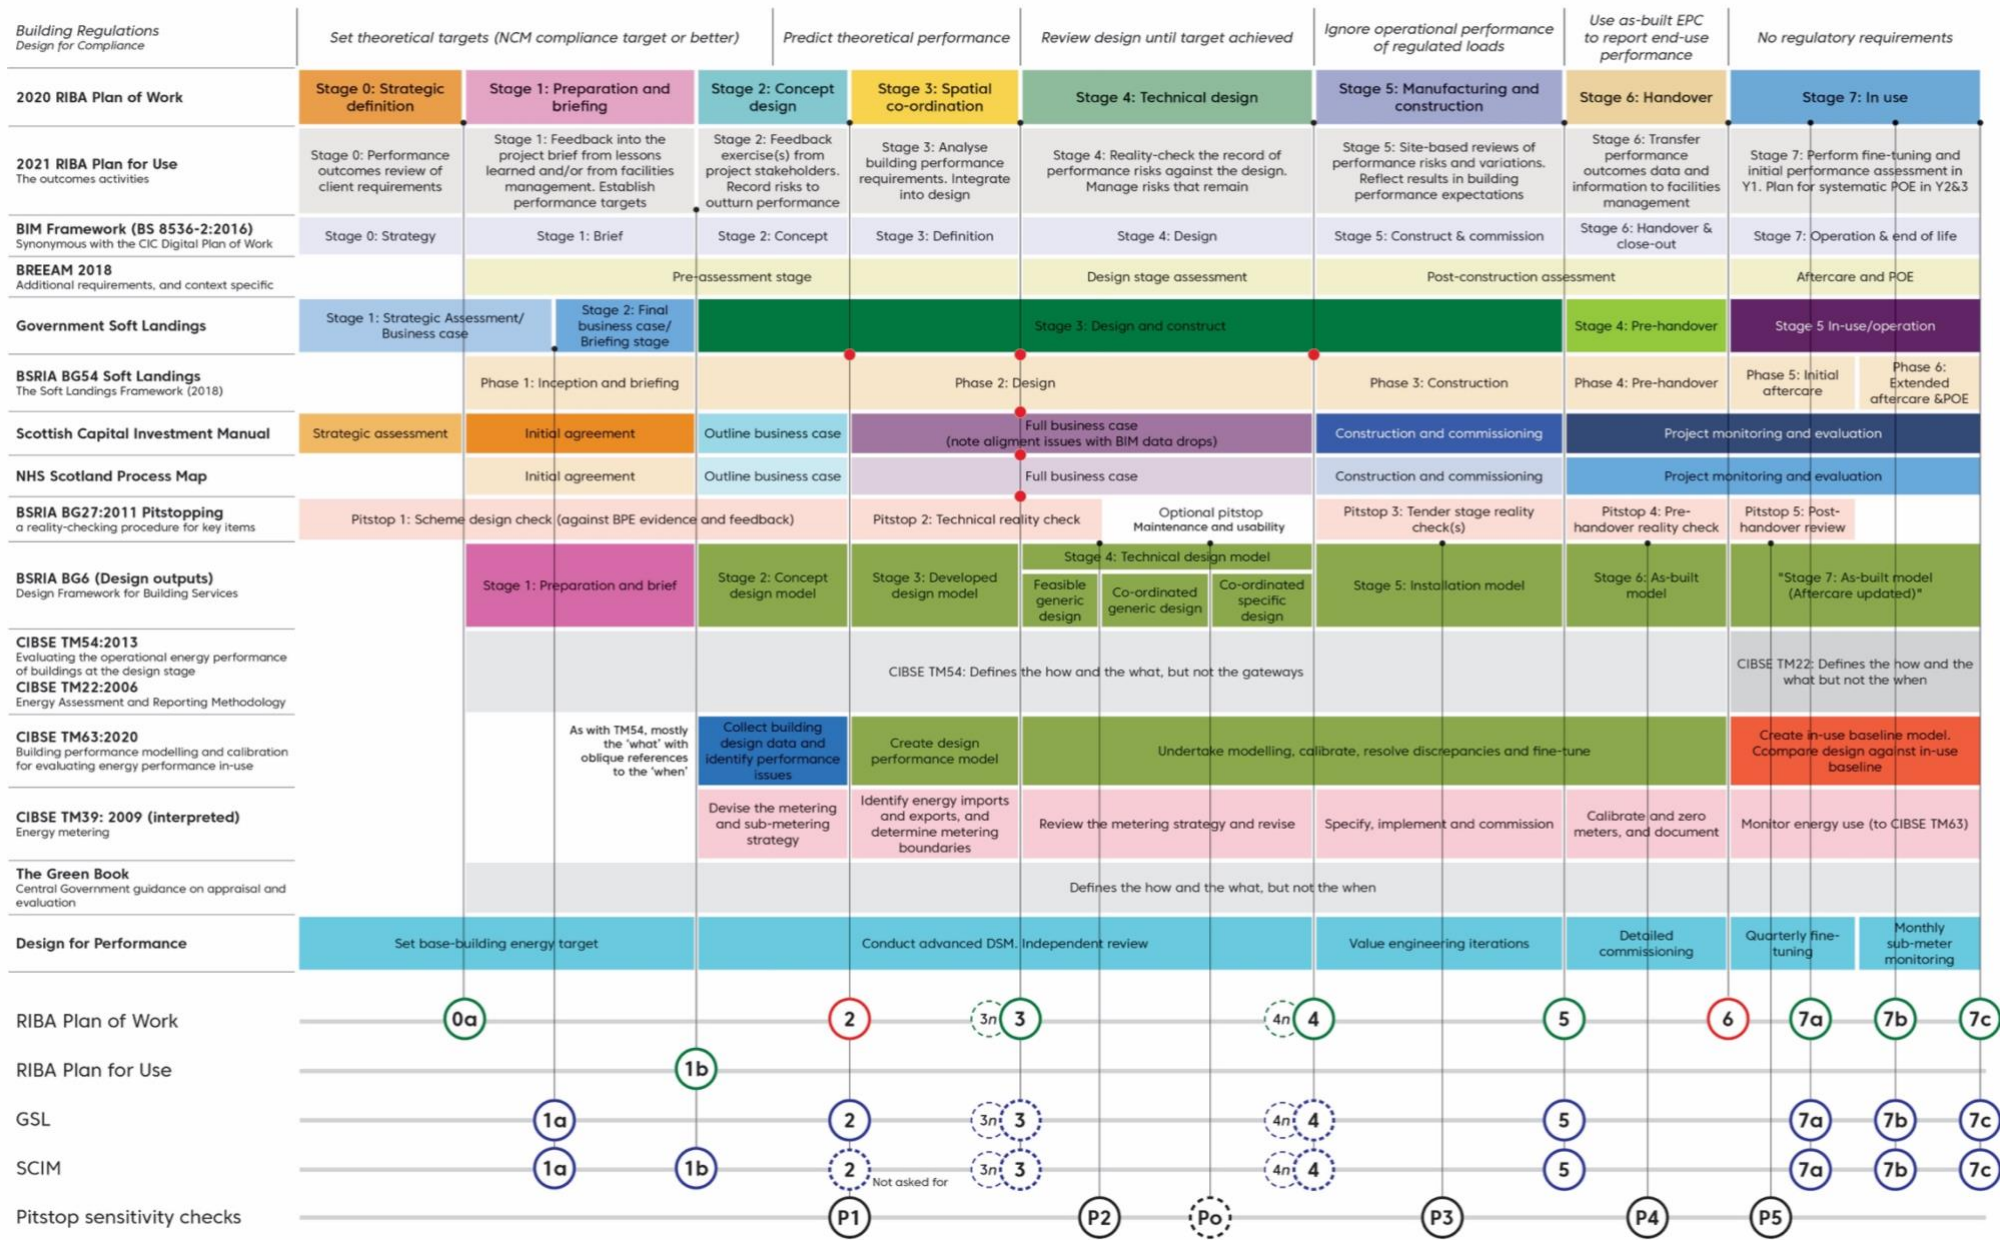 Building Regulations
Design for Compliance
Set theoretical targets (NCM compliance target or better)
Predict theoretical performance
Review design until target achieved
Ignore operational performance
of regulated loads
Use as-built EPC
to report end-use
performance
No regulatory requirements
2020 RIBA Plan of Work
Stage 0: Strategic
definition
Stage 1: Preparation and
briefing
Stage 2: Concept
design
Stage 3: Spatial
co-ordination
Stage 4: Technical design
Stage 5: Manufacturing and
construction
Stage 6: Handover
Stage 7: In use
2021 RIBA Plan for Use
The outcomes activities
Stage 0: Performance
outcomes review of
client requirements
Stage 1: Feedback into the
project brief from lessons
learned and/or from facilities
management. Establish
performance targets
Stage 2: Feedback
exercise(s) from
project stakeholders.
Record risks to
outturn performance
Stage 3: Analyse
building performance
requirements. Integrate
into design
Stage 4: Reality-check the record of
performance risks against the design.
Manage risks that remain
Stage 5: Site-based reviews of
performance risks and variations.
Reflect results in building
performance expectations
Stage 6: Transfer
performance
outcomes data and
information to facilities
management
Stage 7: Perform fine-tuning and
initial performance assessment in
Y1. Plan for systematic POE in Y2&3
BIM Framework (BS 8536-2:2016)
Synonymous with the CIC Digital Plan of Work
Stage 0: Strategy
Stage 1: Brief
Stage 2: Concept
Stage 3: Definition
Stage 4: Design
Stage 5: Construct & commission
Stage 6: Handover &
close-out
Stage 7: Operation & end of life
BREEAM 2018
Additional requirements, and context specific
Pre-assessment stage
Design stage assessment
Post-construction assessment
Aftercare and POE
Government Soft Landings
Stage 1: Strategic Assessment/
Business case
Stage 2: Final
business case/
Briefing stage
Stage 3: Design and construct
Stage 4: Pre-handover
Stage 5 In-use/operation
BSRIA BG54 Soft Landings
The Soft Landings Framework (2018)
Phase 1: Inception and briefing
Phase 2: Design
Phase 3: Construction
Phase 4: Pre-handover
Phase 5: Initial
aftercare
Phase 6:
Extended
aftercare &POE
Scottish Capital Investment Manual
Strategic assessment
Initial agreement
Outline business case
Full business case
(note aligment issues with BIM data drops)
Construction and commissioning
Project monitoring and evaluation
NHS Scotland Process Map
Initial agreement
Outline business case
Full business case
Construction and commissioning
Project monitoring and evaluation
BSRIA BG27:2011 Pitstopping
a reality-checking procedure for key items
Pitstop 1: Scheme design check (against BPE evidence and feedback)
Pitstop 2: Technical reality check
Optional pitstop
Maintenance and usability
Pitstop 3: Tender stage reality
check(s)
Pitstop 4: Pre-
handover reality check
Pitstop 5: Post-
handover review
BSRIA BG6 (Design outputs)
Design Framework for Building Services
Stage 1: Preparation and brief
Stage 2: Concept
design model
Stage 3: Developed
design model
Stage 4: Technical design model
Feasible
generic
design
Co-ordinated
generic design
Co-ordinated
specific
design
Stage 5: Installation model
Stage 6: As-built
model
"Stage 7: As-built model
(Aftercare updated)"
CIBSE TM54:2013
Evaluating the operational energy performance
of buildings at the design stage
CIBSE TM22:2006
Energy Assessment and Reporting Methodology
CIBSE TM54: Defines the how and the what, but not the gateways
CIBSE TM22: Defines the how and the
what but not the when
CIBSE TM63:2020
Building performance modelling and calibration
for evaluating energy performance in-use
As with TM54, mostly
the 'what' with
oblique references
to the 'when'
Collect building
design data and
identify performance
issues
Create design
performance model
Undertake modelling, calibrate, resolve discrepancies and fine-tune
Create in-use baseline model.
Ccompare design against in-use
baseline
CIBSE TM39: 2009 (interpreted)
Energy metering
Devise the metering
and sub-metering
strategy
Identify energy imports
and exports, and
determine metering
boundaries
Review the metering strategy and revise
Specify, implement and commission
Calibrate and zero
meters, and document
Monitor energy use (to CIBSE TM63)
The Green Book
Central Government guidance on appraisal and
evaluation
Defines the how and the what, but not the when
Design for Performance
Set base-building energy target
Conduct advanced DSM. Independent review
Value engineering iterations
Detailed
commissioning
Quarterly fine-
tuning
Monthly
sub-meter
monitoring
RIBA Plan of Work
0a
2
3n
3
4n
4
5
6
7a
7b
7c
RIBA Plan for Use
1b
GSL
1a
2
3n
3
4n
4
5
7a
7b
7c
SCIM
1a
1b
2
Not asked for
3n
3
4n
4
5
7a
7b
7c
Pitstop sensitivity checks
P1
P2
Po
P3
P4
P5